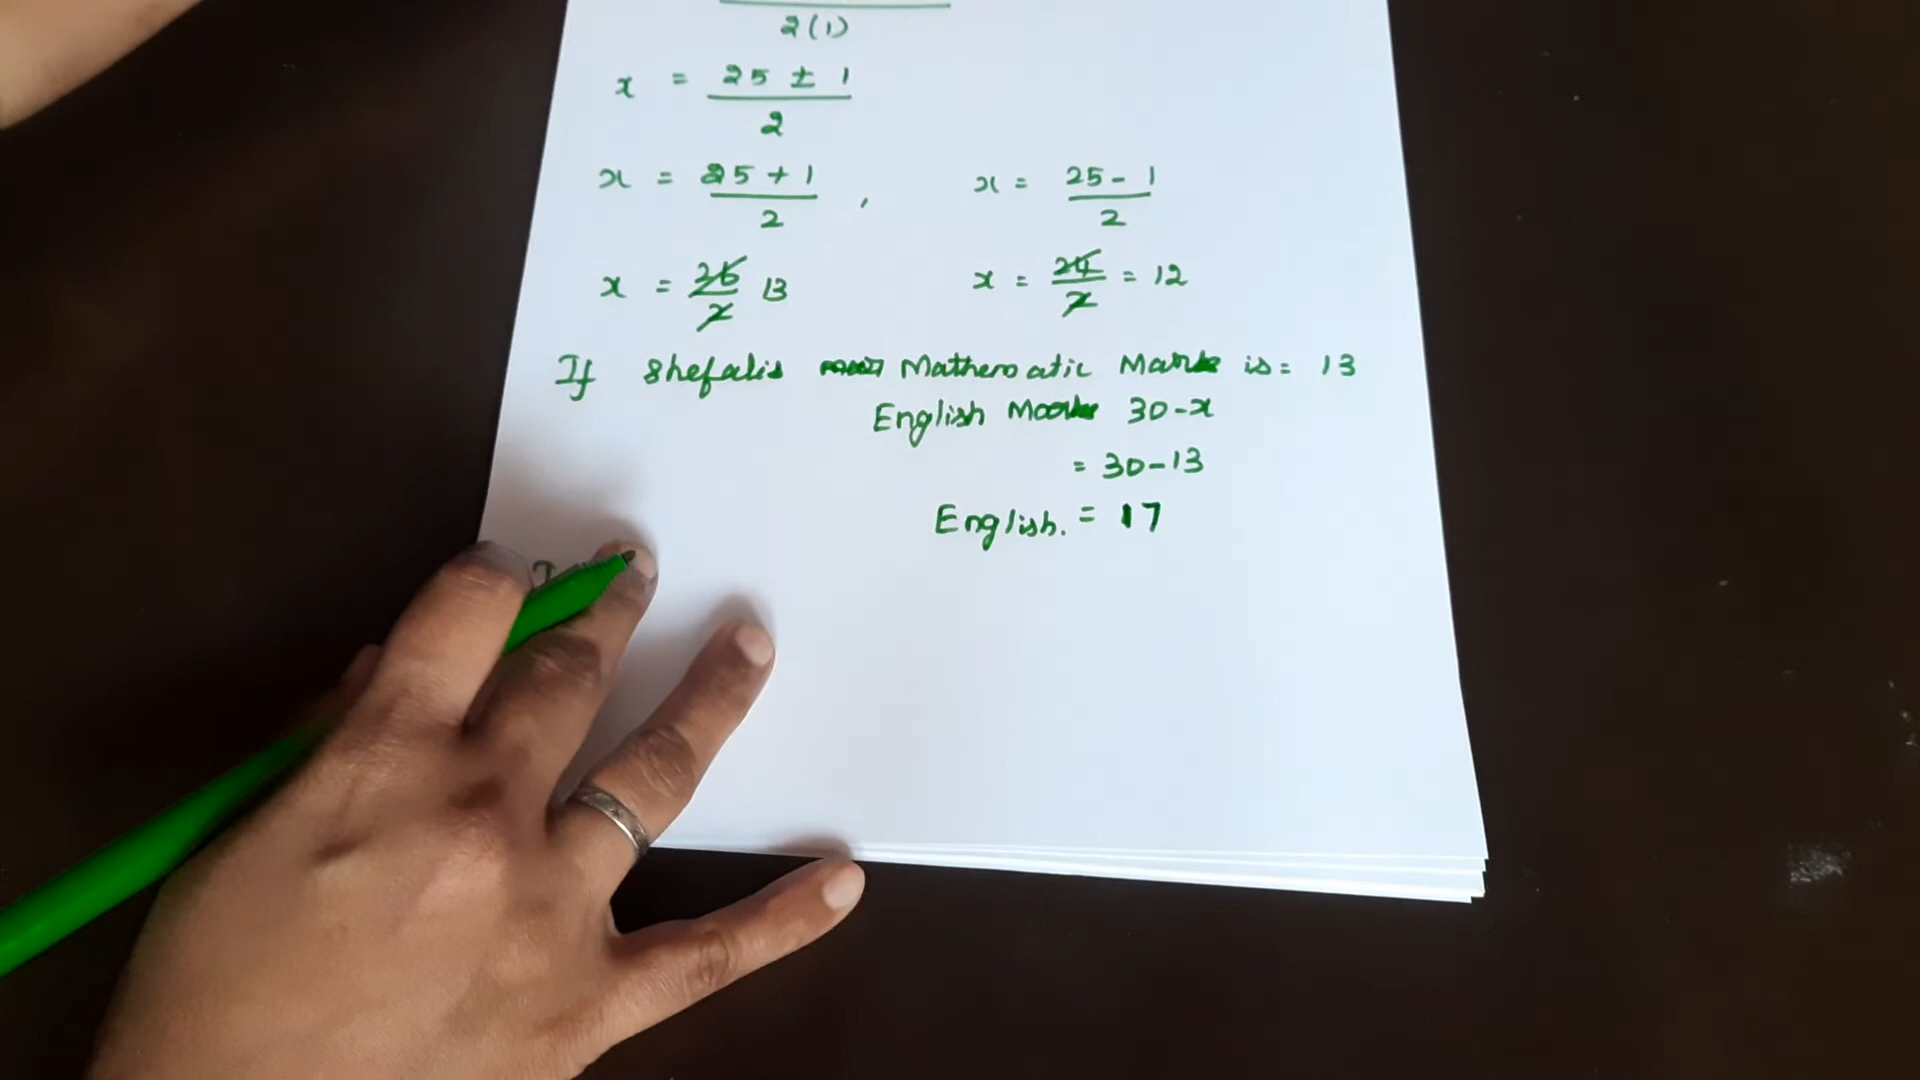 2(1)
x = 25 ± 1
2
x = 25 + 1 , x = 25 - 1
2 2
x = 26 13 x = 24 = 12
2 2
If Shefalis Mathematic Marks is = 13
English Marks 30-x
= 30-13
English. = 17
I